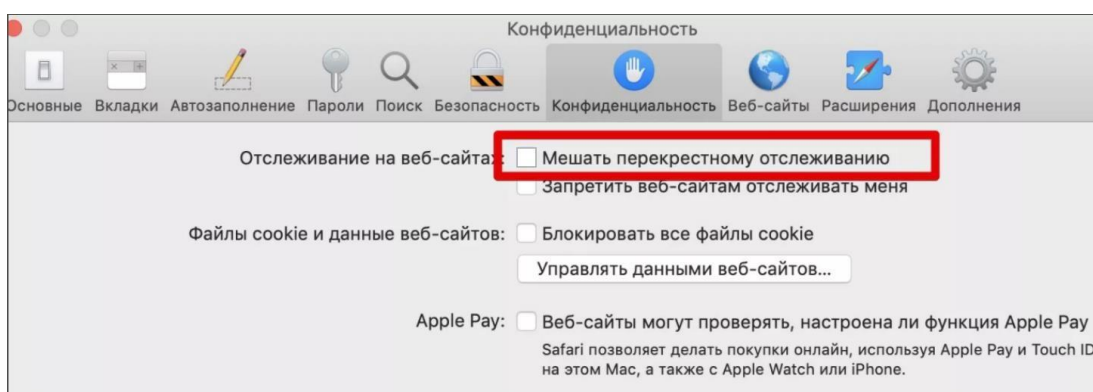 Конфиденциальность
Основные Вкладки Автозаполнение Пароли Поиск Безопасность Конфиденциальность Веб-сайты Расширения Дополнения
Отслеживание на веб-сайтах: Мешать перекрестному отслеживанию
Запретить веб-сайтам отслеживать меня
Файлы cookie и данные веб-сайтов: Блокировать все файлы cookie
Управлять данными веб-сайтов...
Apple Pay: Веб-сайты могут проверять, настроена ли функция Apple Pay
Safari позволяет делать покупки онлайн, используя Apple Pay и Touch ID
на этом Mac, а также с Apple Watch или iPhone.